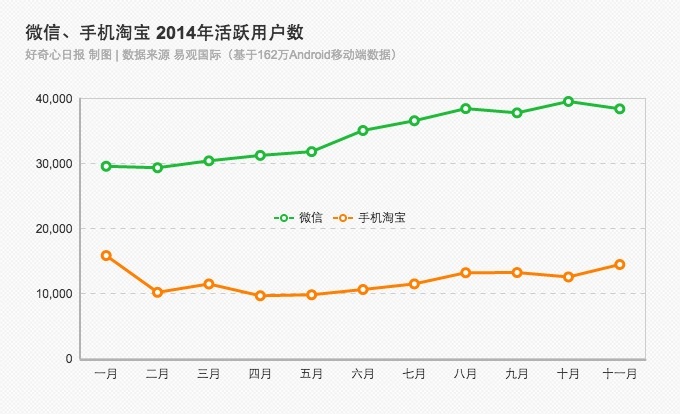 微信、手机淘宝 2014年活跃用户数
好奇心日报 制图 | 数据来源 易观国际（基于162万Android移动端数据）
40,000
30,000
20,000
10,000
0
微信 手机淘宝
一月 二月 三月 四月 五月 六月 七月 八月 九月 十月 十一月